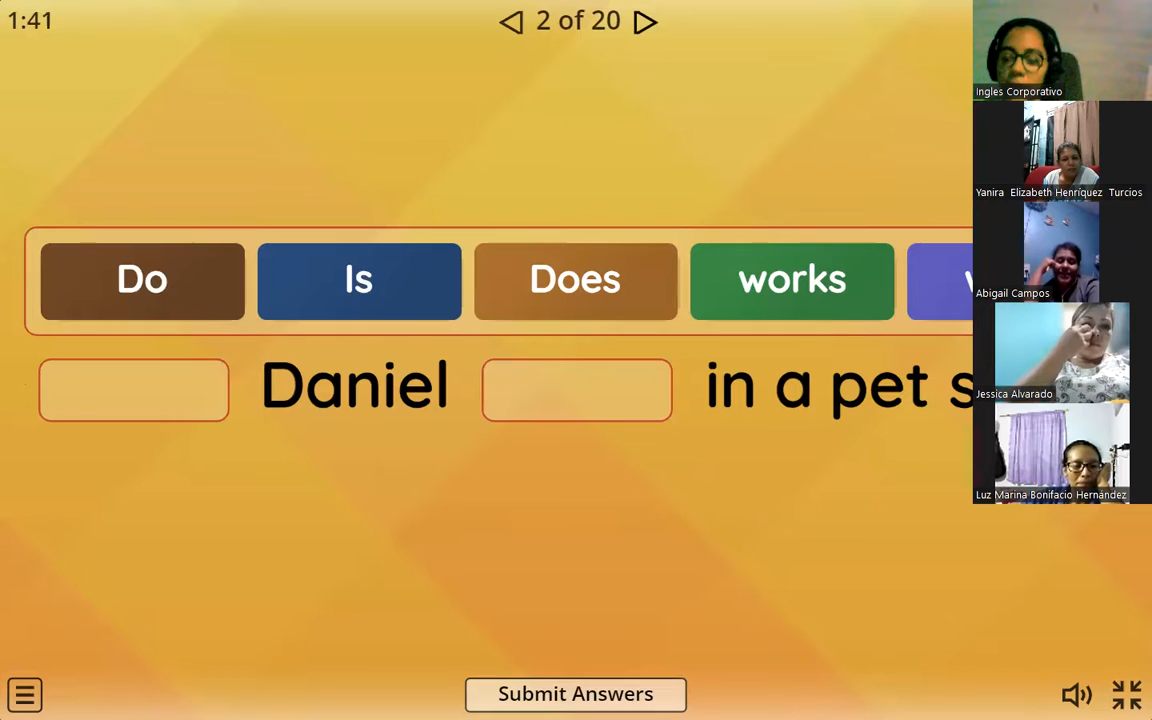 1:41
2 of 20
Ingles Corporativo
Yanira Elizabeth Henríquez Turcios
Abigail Campos
Jessica Alvarado
Luz Marina Bonifacio Hernández
Do Is Does works
Daniel in a pet
Submit Answers